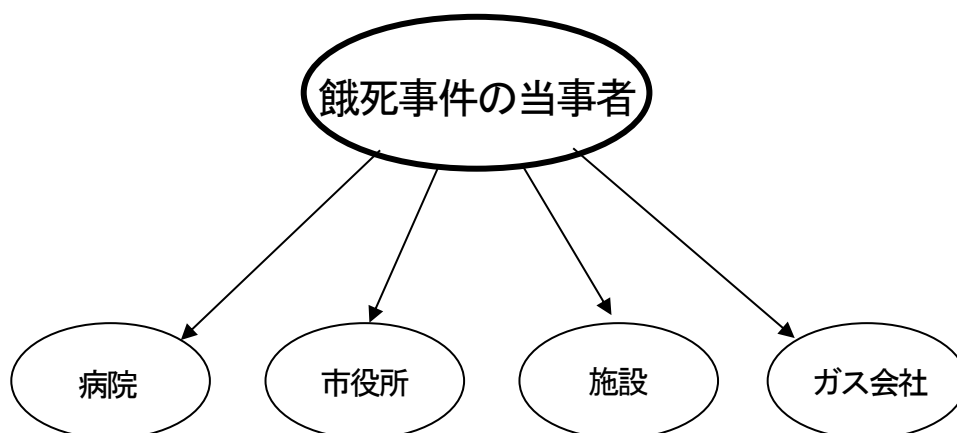 餓死事件の当事者
病院
市役所
施設
ガス会社